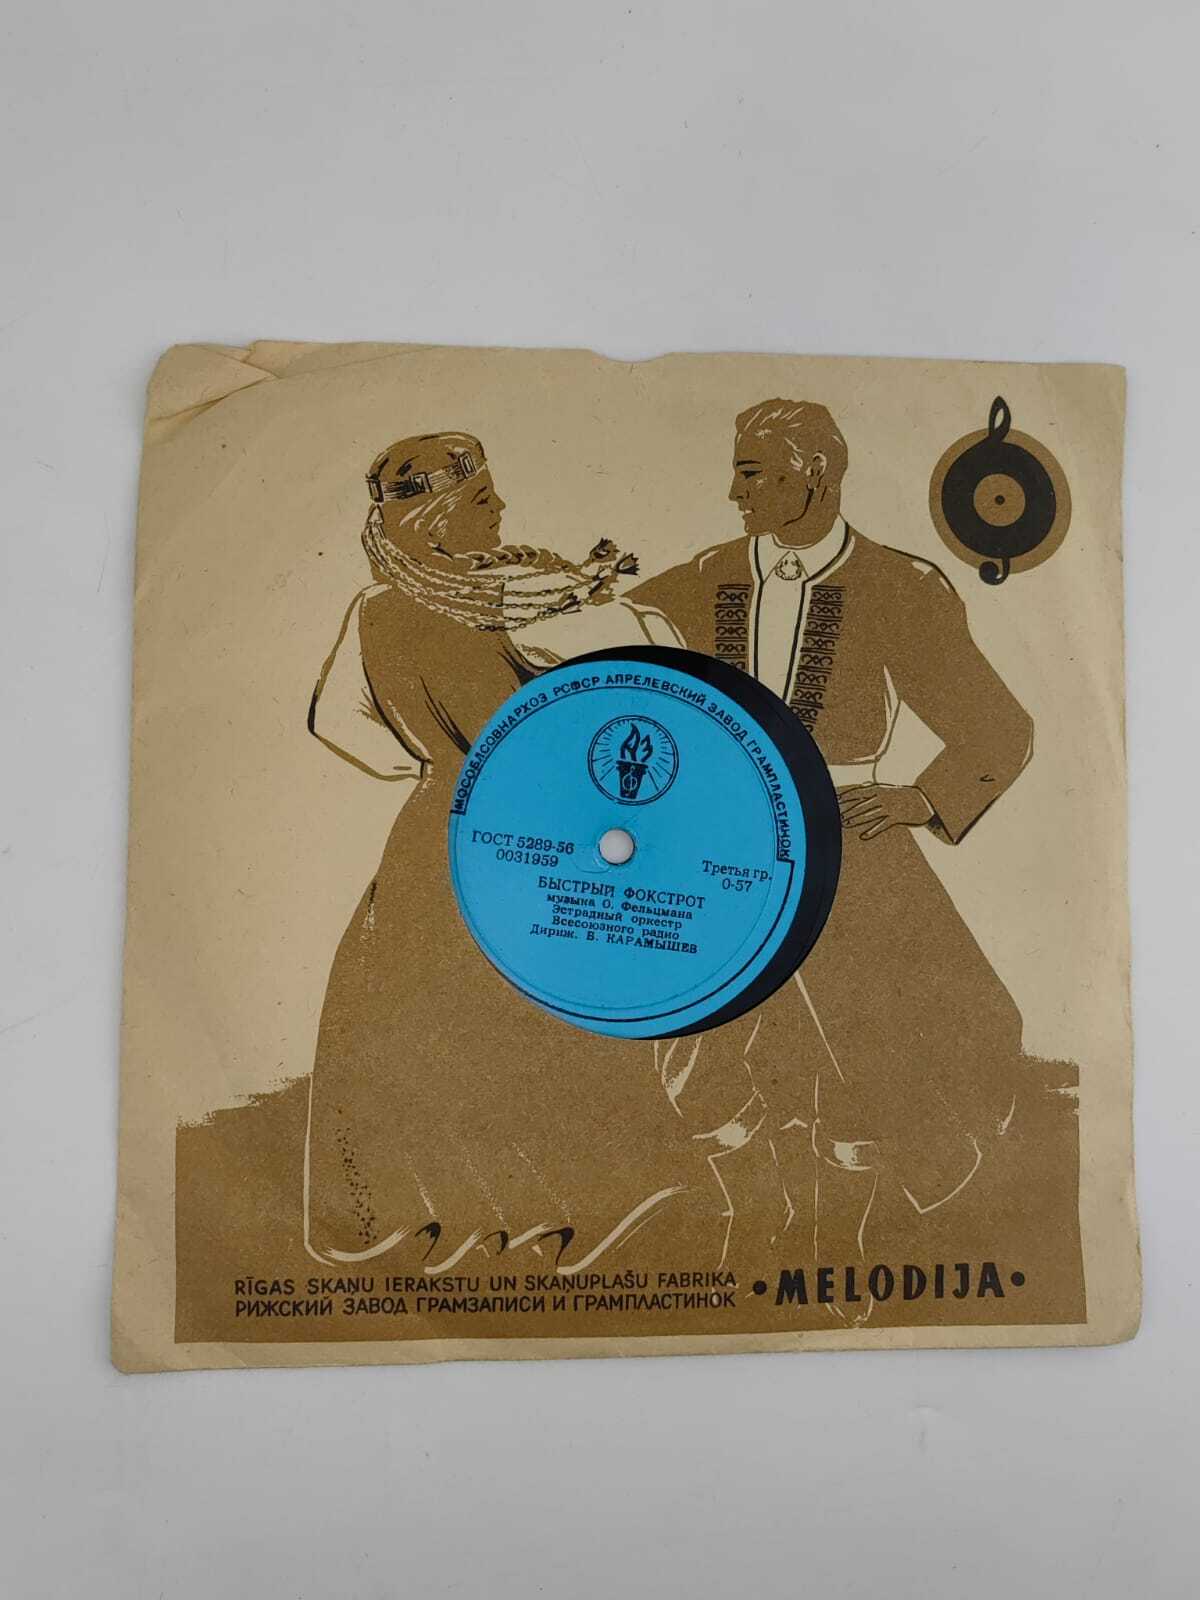 МОСОБЛСОВНАРХОЗ РСФСР АПРЕЛЕВСКИЙ ЗАВОД ГРАМПЛАСТИНОК
АЗ
ГОСТ 5289-56
0031959
Третья гр.
0-57
БЫСТРЫЙ ФОКСТРОТ
музыка О. Фельцмана
Эстрадный оркестр
Всесоюзного радио
Дириж. В. КАРАМЫШЕВ
RĪGAS SKAŅU IERAKSTU UN SKAŅUPLAŠU FABRIKA
РИЖСКИЙ ЗАВОД ГРАМЗАПИСИ И ГРАМПЛАСТИНОК
•MELODIJA•